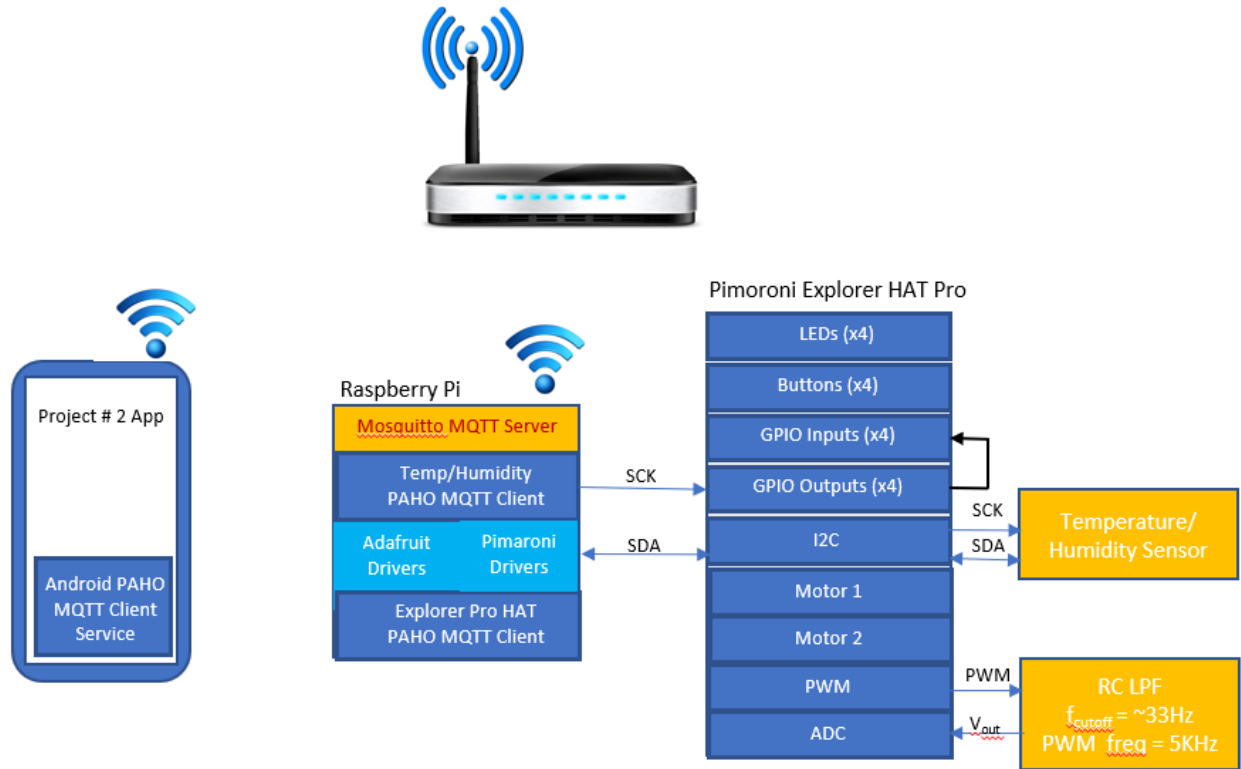 Pimoroni Explorer HAT Pro
LEDs (x4)
Buttons (x4)
GPIO Inputs (x4)
GPIO Outputs (x4)
I2C
Motor 1
Motor 2
PWM
ADC
Raspberry Pi
Mosquitto MQTT Server
Temp/Humidity
PAHO MQTT Client
Adafruit
Drivers
Pimaroni
Drivers
Explorer Pro HAT
PAHO MQTT Client
SCK
SDA
Project # 2 App
Android PAHO
MQTT Client
Service
SCK
SDA
Temperature/
Humidity Sensor
PWM
Vout
RC LPF
fcutoff = ~33Hz
PWM freq = 5KHz